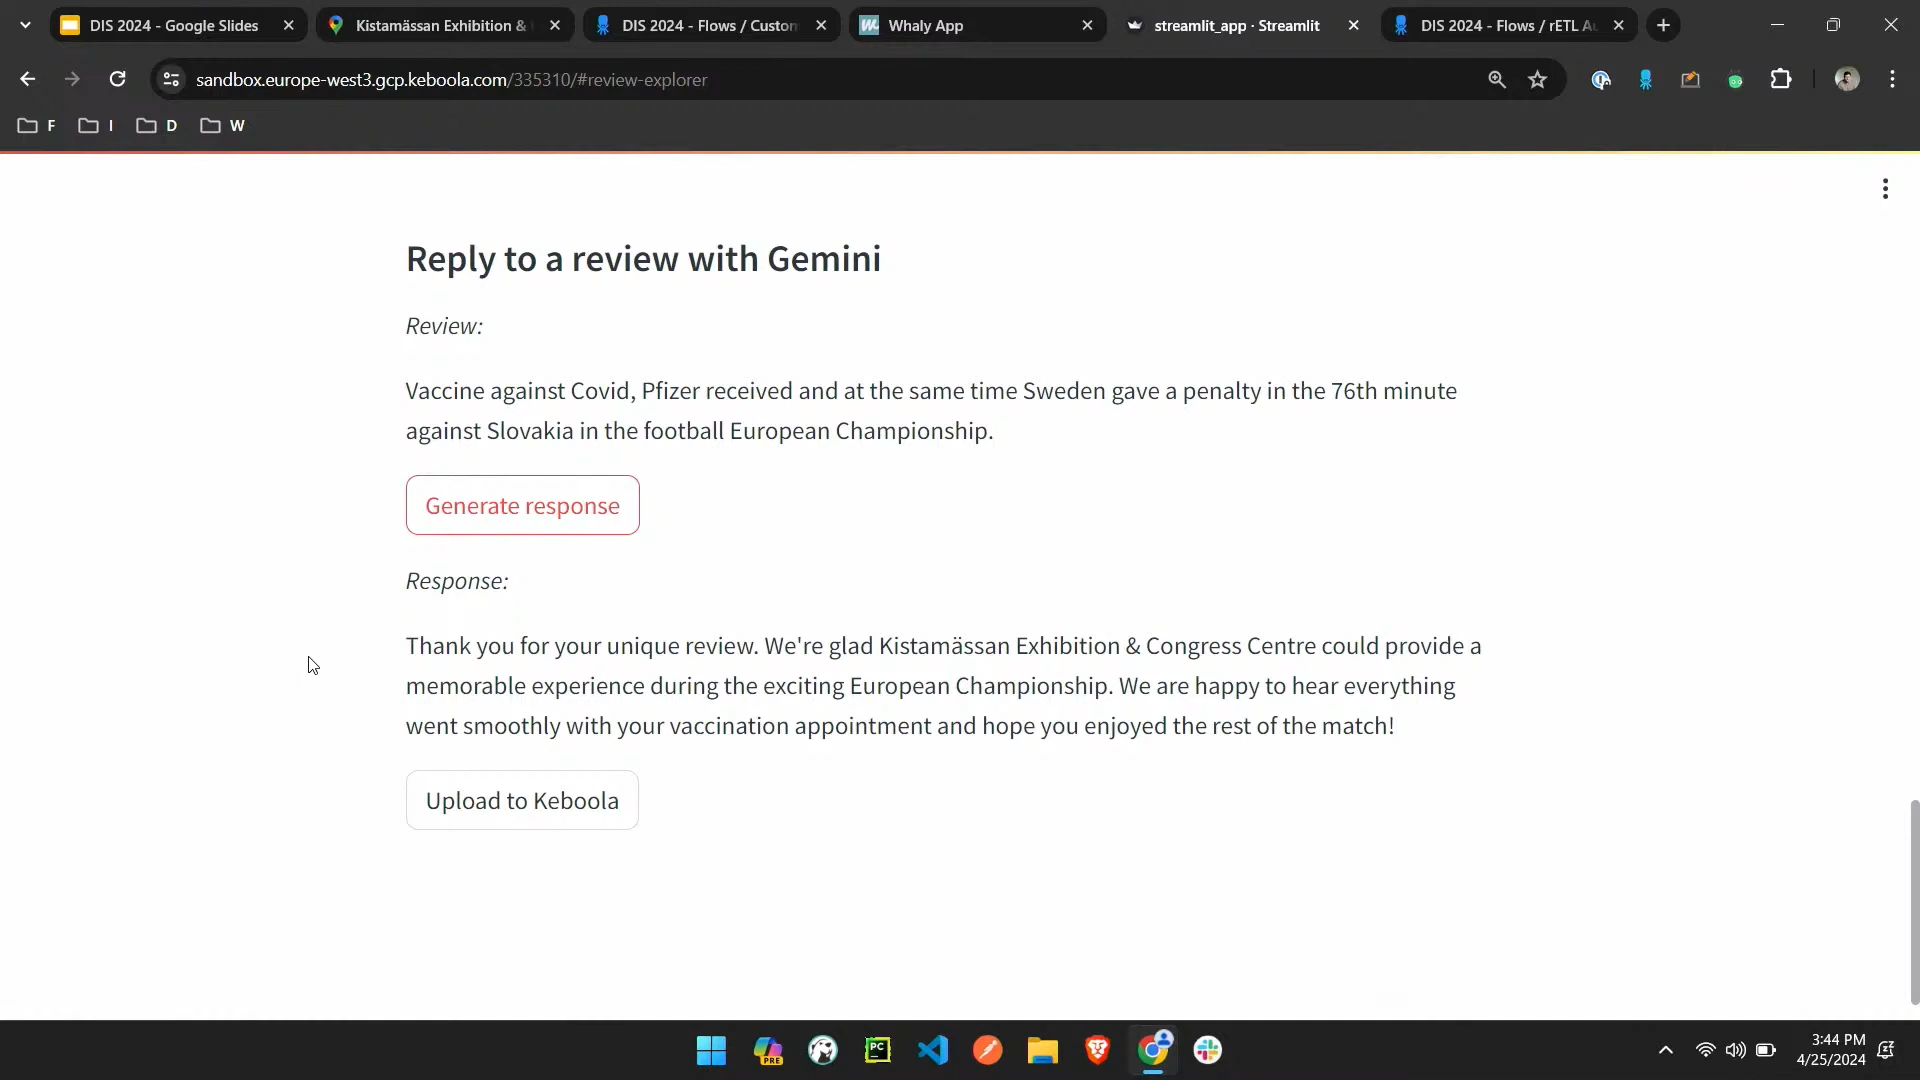 DIS 2024 - Google Slides
Kistamässan Exhibition &
DIS 2024 - Flows / Custom
Whaly App
streamlit_app · Streamlit
DIS 2024 - Flows / rETL Au
sandbox.europe-west3.gcp.keboola.com/335310/#review-explorer
F
I
D
W
Reply to a review with Gemini
Review:
Vaccine against Covid, Pfizer received and at the same time Sweden gave a penalty in the 76th minute
against Slovakia in the football European Championship.
Generate response
Response:
Thank you for your unique review. We're glad Kistamässan Exhibition & Congress Centre could provide a
memorable experience during the exciting European Championship. We are happy to hear everything
went smoothly with your vaccination appointment and hope you enjoyed the rest of the match!
Upload to Keboola
PRE
PC
3:44 PM
4/25/2024